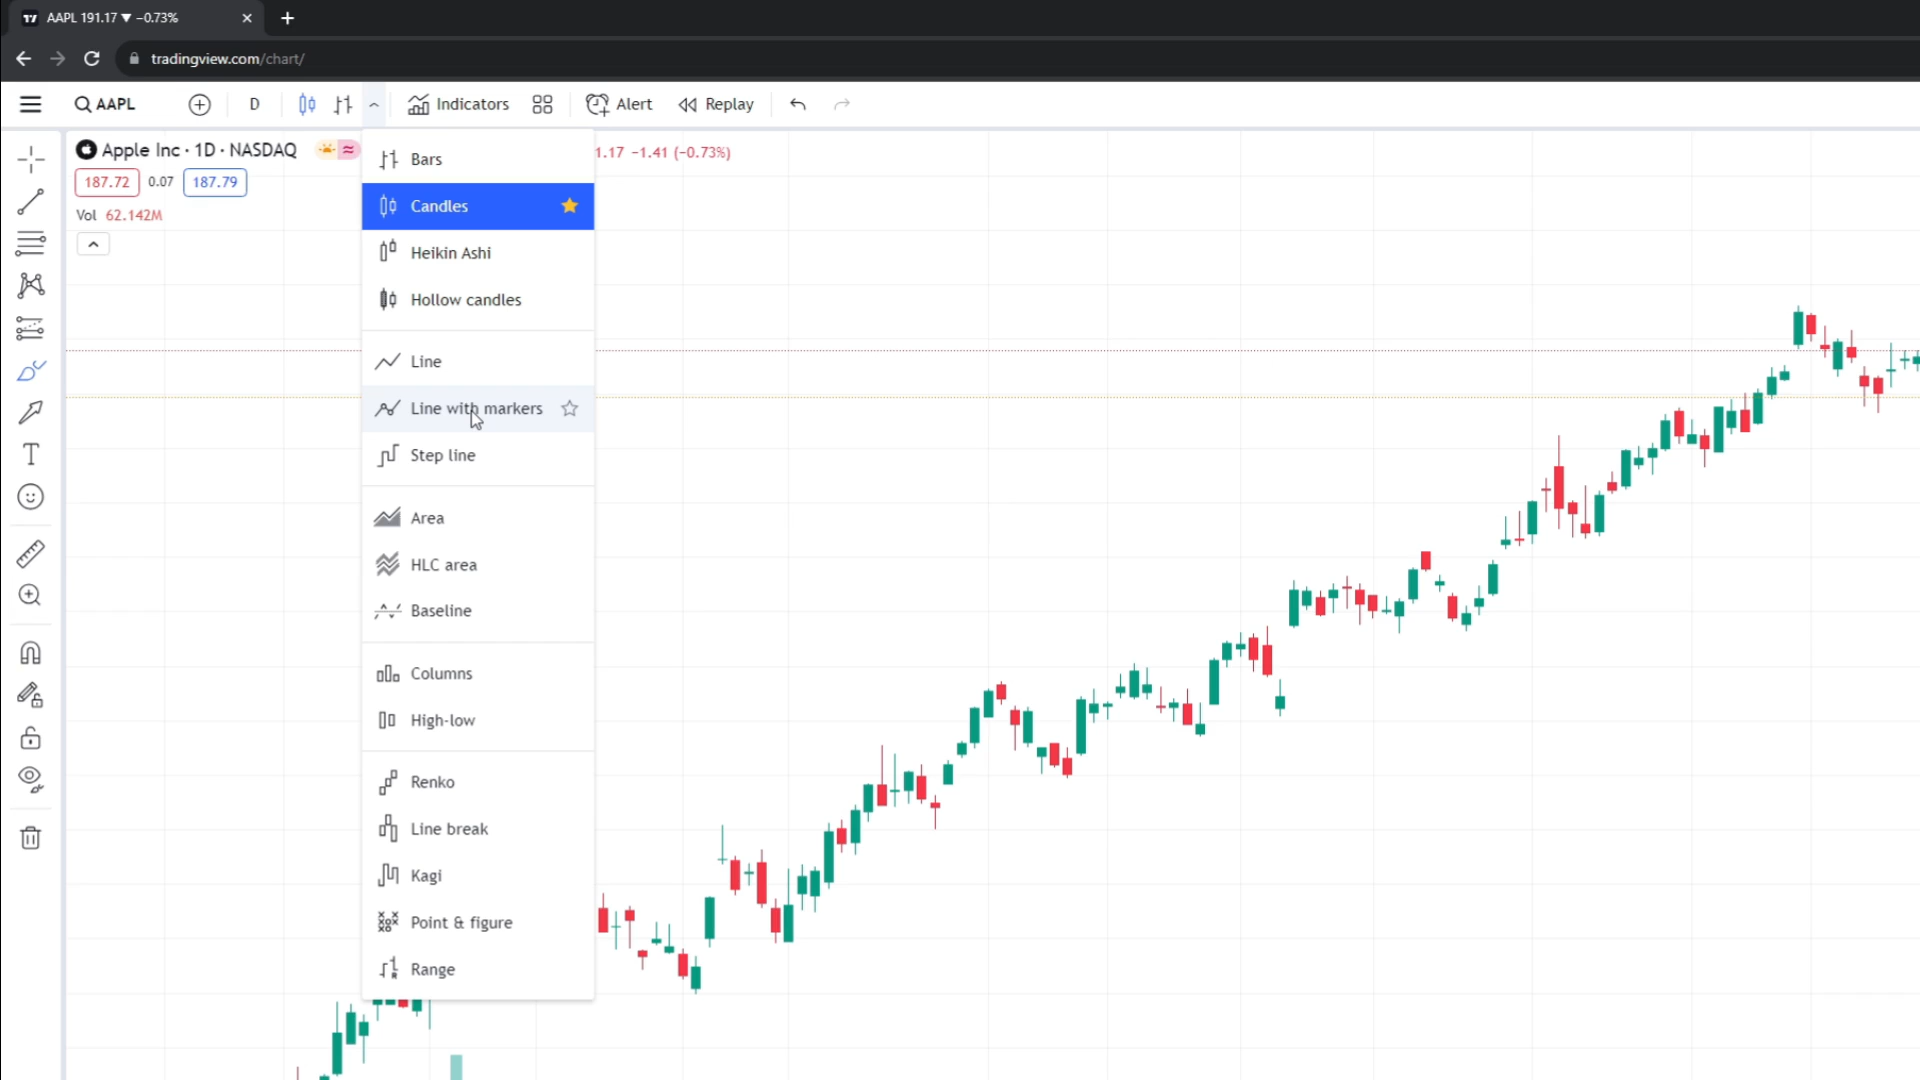 AAPL 191.17 ▼ −0.73%
tradingview.com/chart/
AAPL
D
Indicators
Alert
Replay
Apple Inc · 1D · NASDAQ
1.17 −1.41 (−0.73%)
187.72
0.07
187.79
Vol 62.142M
Bars
Candles
Heikin Ashi
Hollow candles
Line
Line with markers
Step line
Area
HLC area
Baseline
Columns
High-low
Renko
Line break
Kagi
Point & figure
Range